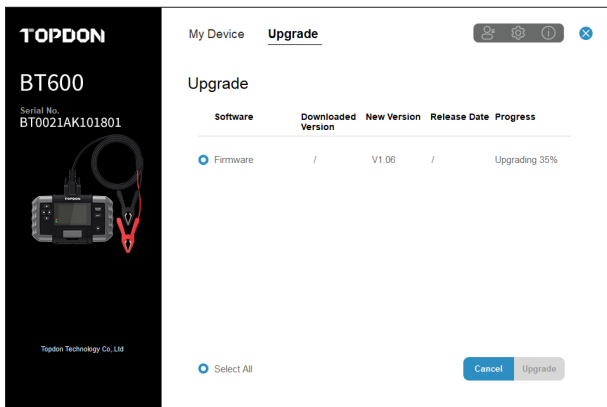 TOPDON
My Device Upgrade
BT600
Serial No.
BT0021AK101801
Upgrade
Software Downloaded Version New Version Release Date Progress
Firmware / V1.06 / Upgrading 35%
TOPDON
Topdon Technology Co,.Ltd
Select All
Cancel Upgrade